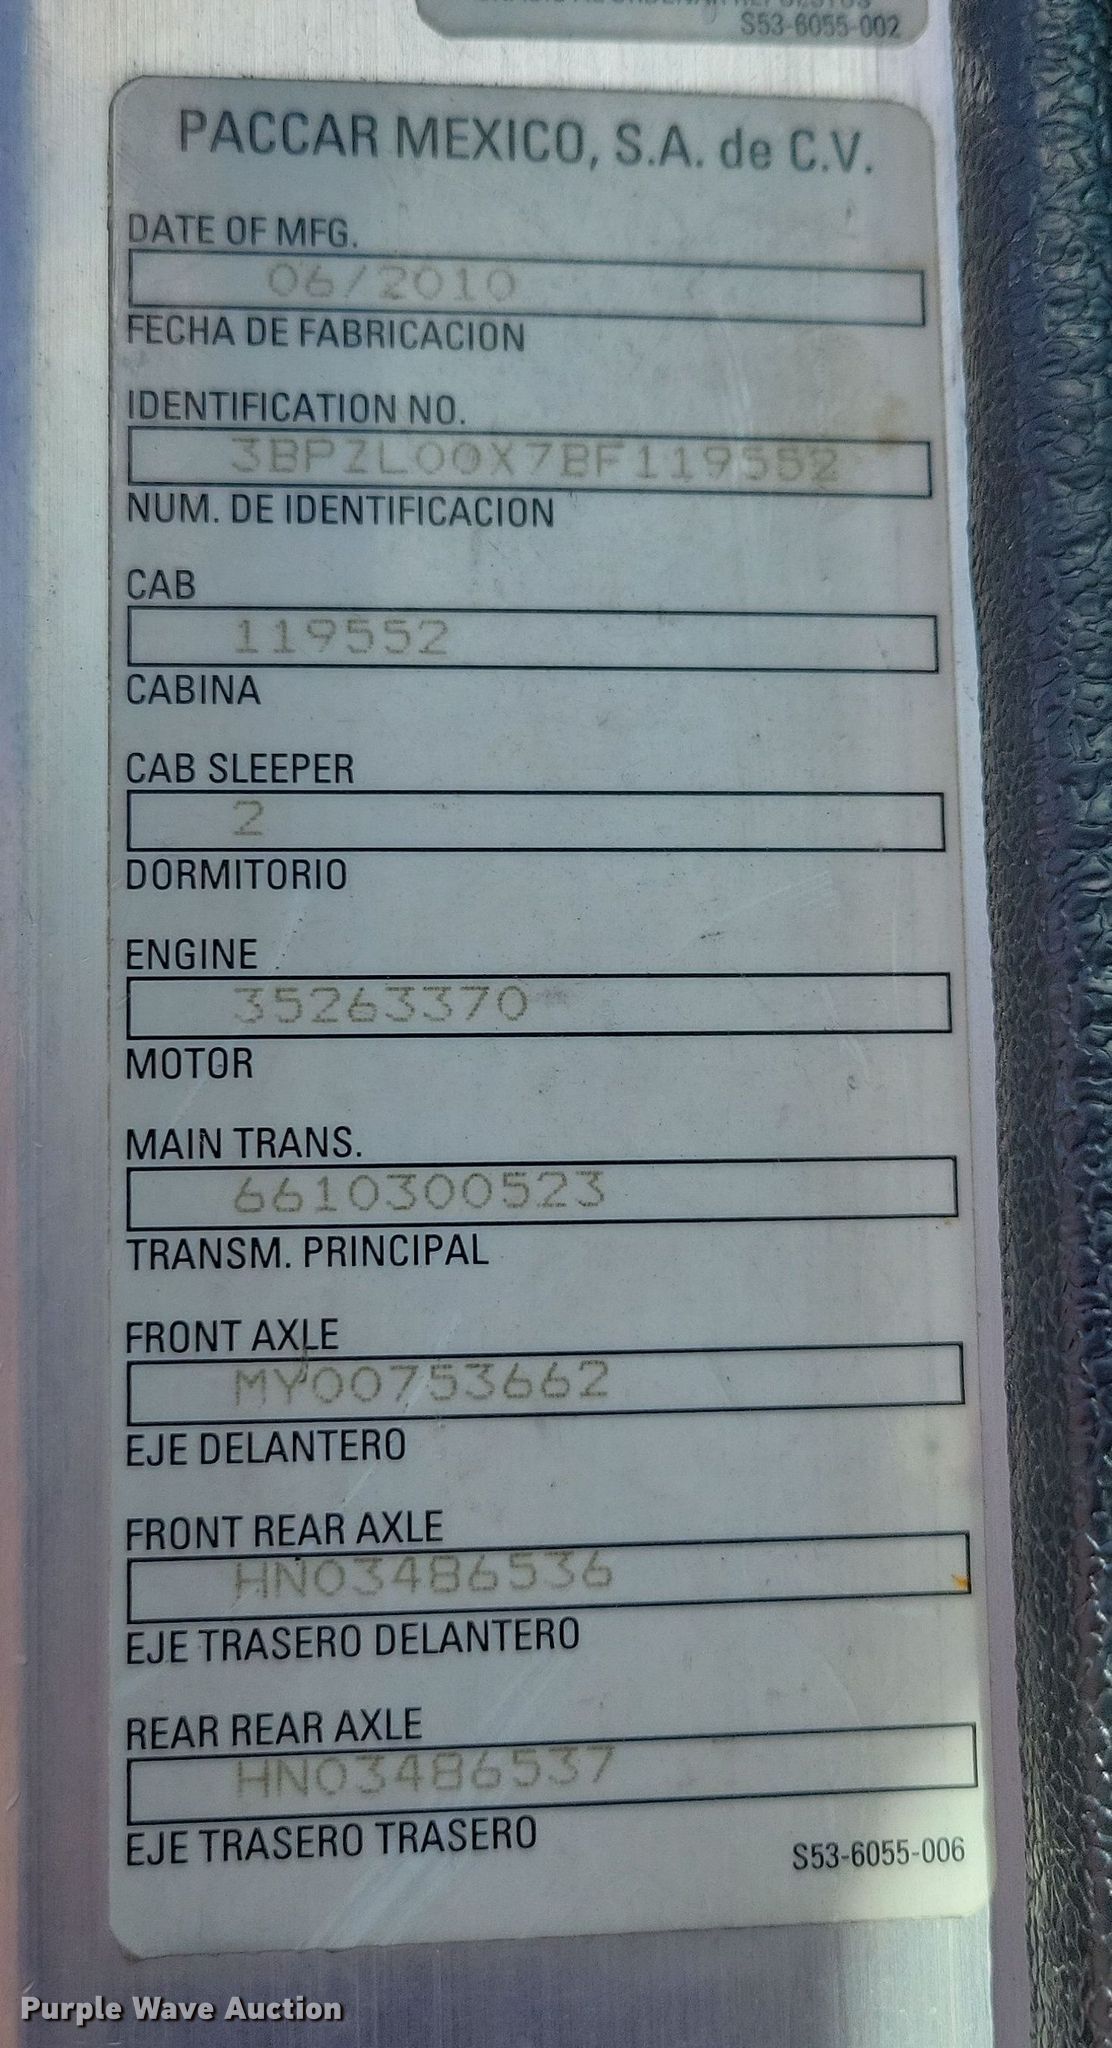 S53-6055-002
PACCAR MEXICO, S.A. de C.V.
DATE OF MFG.
06/2010
FECHA DE FABRICACION
IDENTIFICATION NO.
3BPZL00X7BF119552
NUM. DE IDENTIFICACION
CAB
119552
CABINA
CAB SLEEPER
2
DORMITORIO
ENGINE
35263370
MOTOR
MAIN TRANS.
6610300523
TRANSM. PRINCIPAL
FRONT AXLE
MY00753662
EJE DELANTERO
FRONT REAR AXLE
HN03486536
EJE TRASERO DELANTERO
REAR REAR AXLE
HN03486537
EJE TRASERO TRASERO
S53-6055-006
Purple Wave Auction